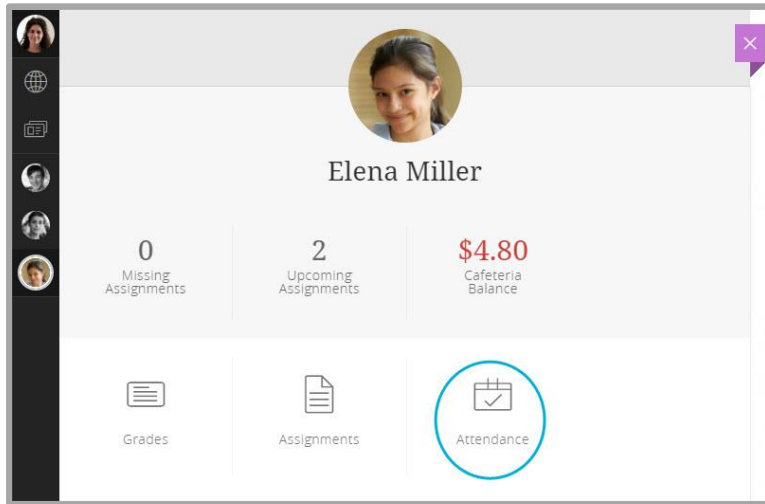 Elena Miller
0
Missing
Assignments
2
Upcoming
Assignments
$4.80
Cafeteria
Balance
Grades
Assignments
Attendance